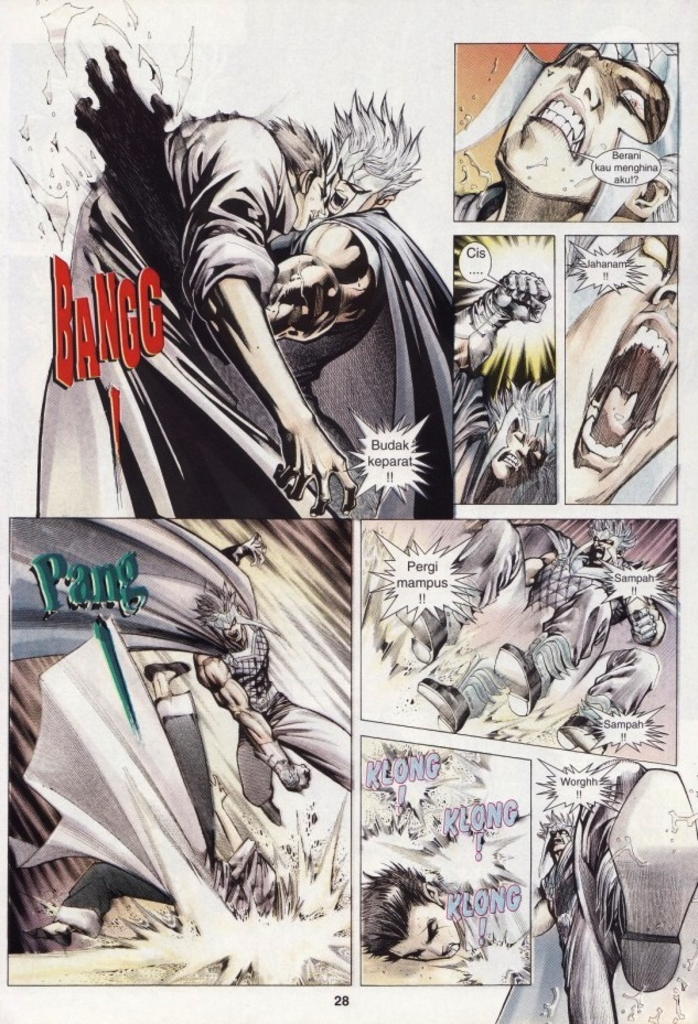 BANGG
!
Budak
keparat
!!
Berani
kau menghina
aku!?
Cis
....
Jahanam
!!
Pang
!
Pergi
mampus
!!
Sampah
!!
Sampah
!!
KLONG
!
KLONG
!
KLONG
!
Worghh
!!
28